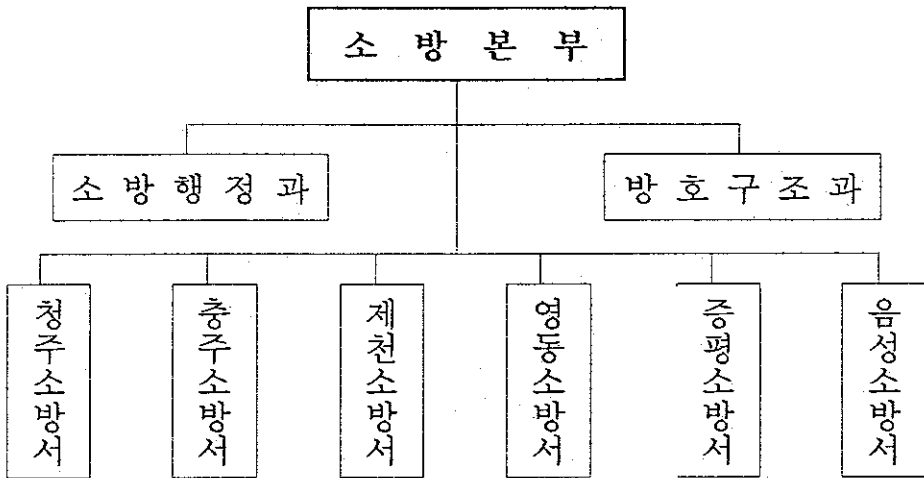 소 방 본 부
소 방 행 정 과
방 호 구 조 과
청주소방서
충주소방서
제천소방서
영동소방서
증평소방서
음성소방서